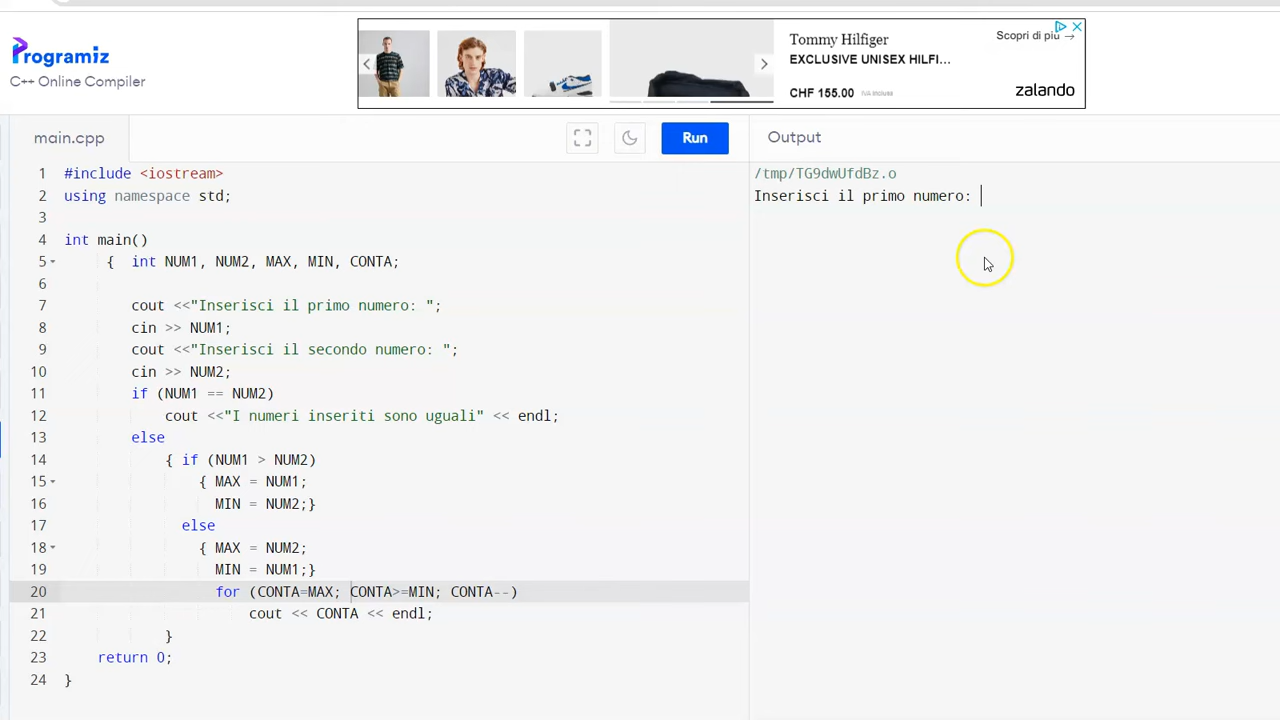 Programiz
C++ Online Compiler
Tommy Hilfiger
EXCLUSIVE UNISEX HILFI...
CHF 155.00 IVA incluso
Scopri di più →
zalando
main.cpp
Run
Output
1 #include <iostream>
2 using namespace std;
3
4 int main()
5 { int NUM1, NUM2, MAX, MIN, CONTA;
6
7 cout <<"Inserisci il primo numero: ";
8 cin >> NUM1;
9 cout <<"Inserisci il secondo numero: ";
10 cin >> NUM2;
11 if (NUM1 == NUM2)
12 cout <<"I numeri inseriti sono uguali" << endl;
13 else
14 { if (NUM1 > NUM2)
15 { MAX = NUM1;
16 MIN = NUM2;}
17 else
18 { MAX = NUM2;
19 MIN = NUM1;}
20 for (CONTA=MAX; CONTA>=MIN; CONTA--)
21 cout << CONTA << endl;
22 }
23 return 0;
24 }
/tmp/TG9dwUfdBz.o
Inserisci il primo numero: